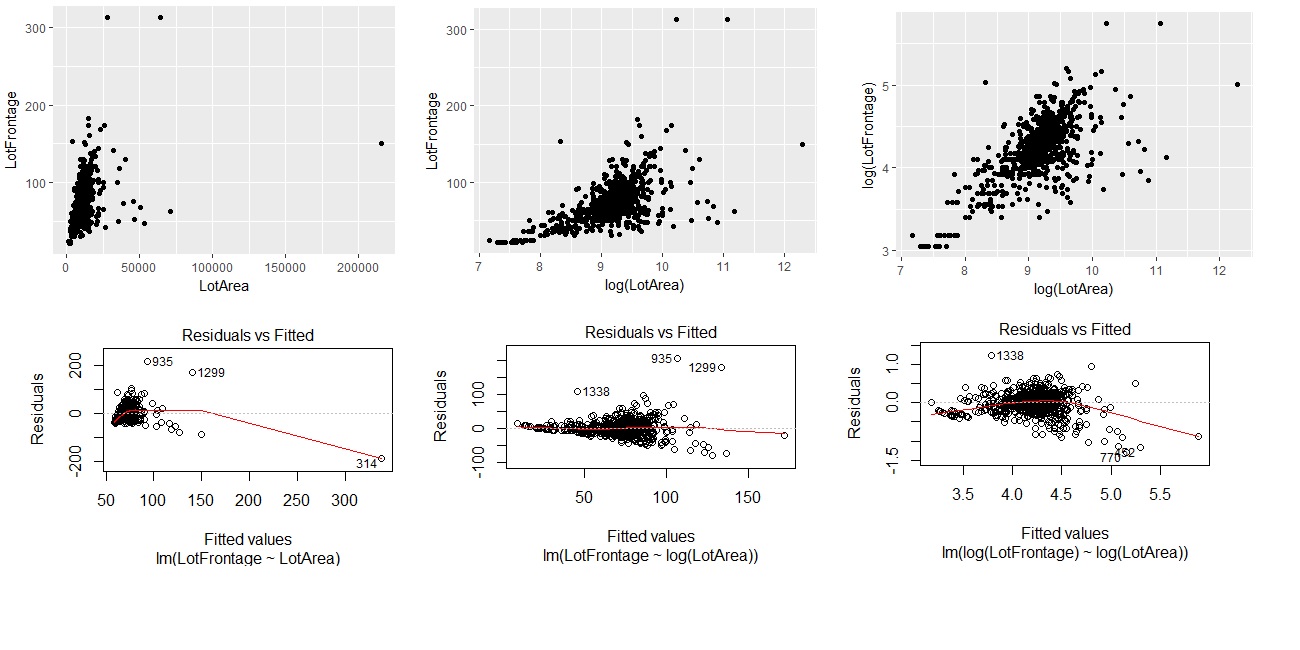 300
200
100
LotFrontage
0 50000 100000 150000 200000
LotArea
300
200
100
LotFrontage
7 8 9 10 11 12
log(LotArea)
5
4
3
log(LotFrontage)
7 8 9 10 11 12
log(LotArea)
Residuals vs Fitted
200
0
-200
Residuals
935
1299
314
50 100 150 200 250 300
Fitted values
lm(LotFrontage ~ LotArea)
Residuals vs Fitted
100
0
-100
Residuals
935
1299
1338
50 100 150
Fitted values
lm(LotFrontage ~ log(LotArea))
Residuals vs Fitted
1.0
0.0
-1.5
Residuals
1338
3.5 4.0 4.5 5.0 5.5
Fitted values
lm(log(LotFrontage) ~ log(LotArea))